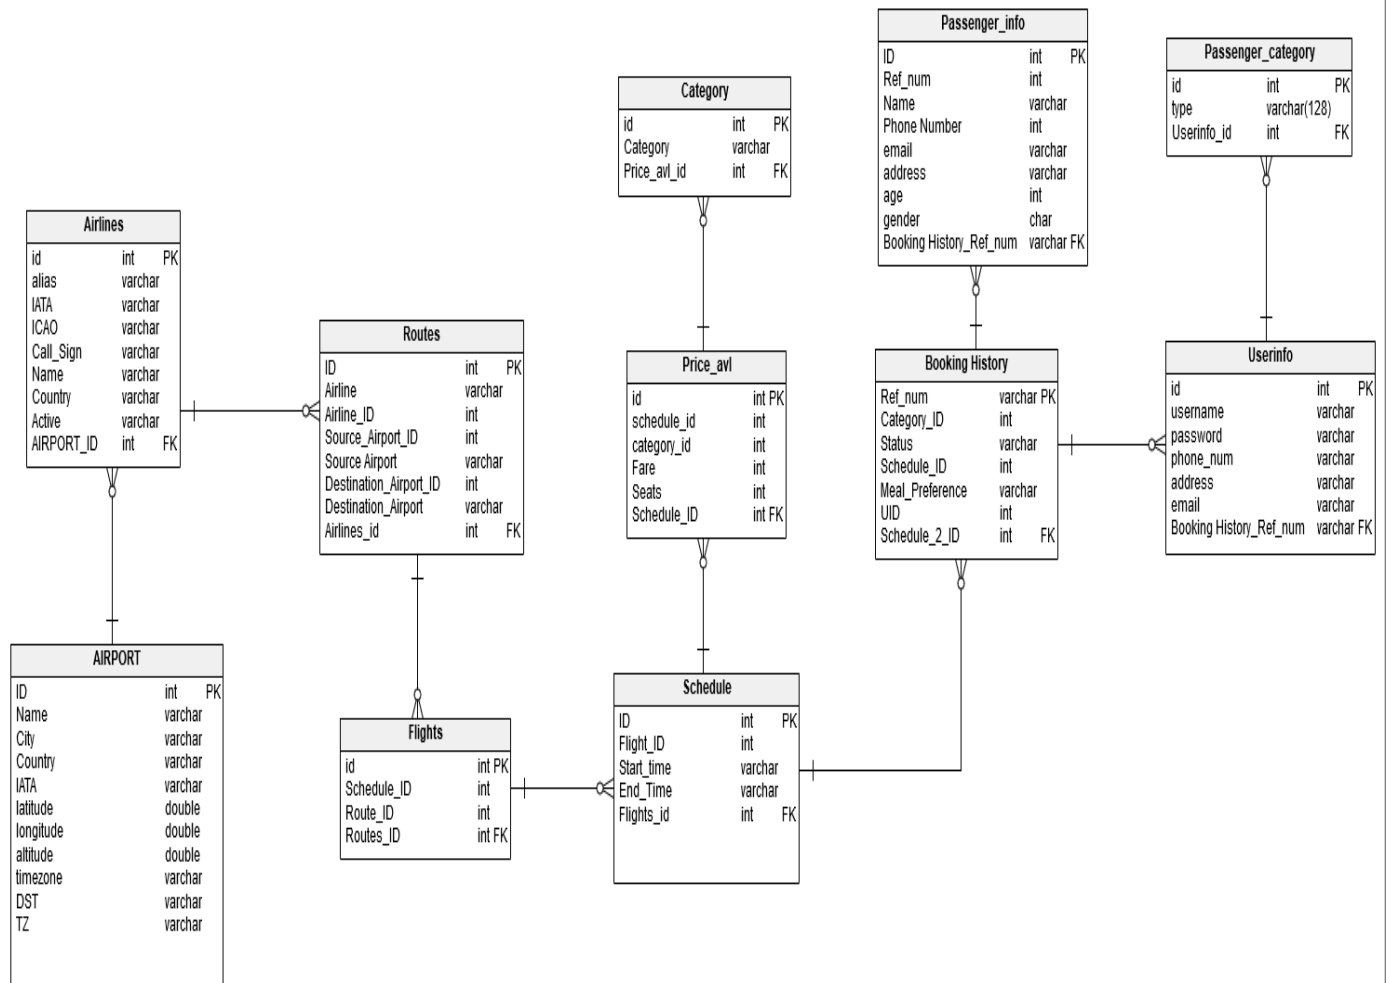 Passenger_info
ID int PK
Ref_num int
Name varchar
Phone Number int
email varchar
address varchar
age int
gender char
Booking History_Ref_num varchar FK
Passenger_category
id int PK
type varchar(128)
Userinfo_id int FK
Category
id int PK
Category varchar
Price_avl_id int FK
Airlines
id int PK
alias varchar
IATA varchar
ICAO varchar
Call_Sign varchar
Name varchar
Country varchar
Active varchar
AIRPORT_ID int FK
Routes
ID int PK
Airline varchar
Airline_ID int
Source_Airport_ID int
Source Airport varchar
Destination_Airport_ID int
Destination_Airport varchar
Airlines_id int FK
Price_avl
id int PK
schedule_id int
category_id int
Fare int
Seats int
Schedule_ID int FK
Booking History
Ref_num varchar PK
Category_ID int
Status varchar
Schedule_ID int
Meal_Preference varchar
UID int
Schedule_2_ID int FK
Userinfo
id int PK
username varchar
password varchar
phone_num varchar
address varchar
email varchar
Booking History_Ref_num varchar FK
AIRPORT
ID int PK
Name varchar
City varchar
Country varchar
IATA varchar
latitude double
longitude double
altitude double
timezone varchar
DST varchar
TZ varchar
Flights
id int PK
Schedule_ID int
Route_ID int
Routes_ID int FK
Schedule
ID int PK
Flight_ID int
Start_time varchar
End_Time varchar
Flights_id int FK